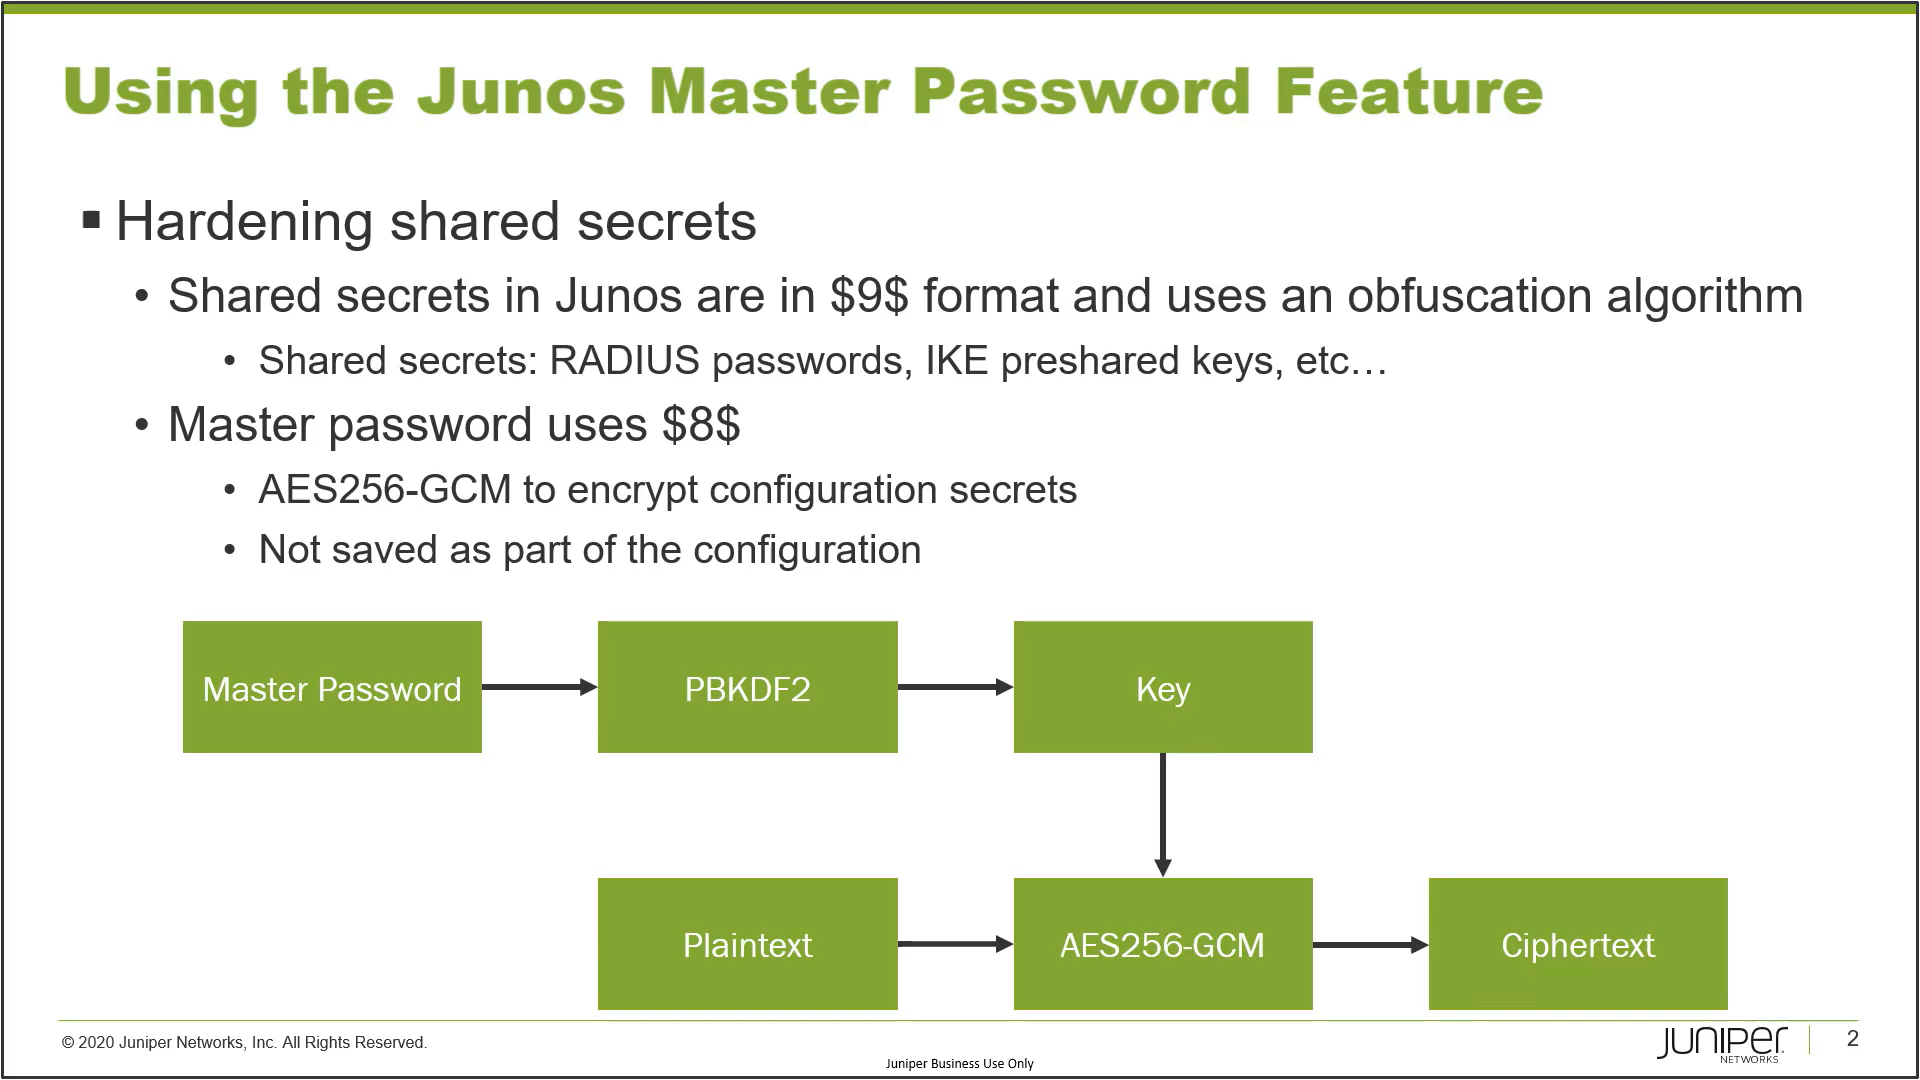 Using the Junos Master Password Feature
▪ Hardening shared secrets
• Shared secrets in Junos are in $9$ format and uses an obfuscation algorithm
• Shared secrets: RADIUS passwords, IKE preshared keys, etc…
• Master password uses $8$
• AES256-GCM to encrypt configuration secrets
• Not saved as part of the configuration
Master Password
PBKDF2
Key
Plaintext
AES256-GCM
Ciphertext
© 2020 Juniper Networks, Inc. All Rights Reserved.
Juniper Business Use Only
Juniper
NETWORKS
2